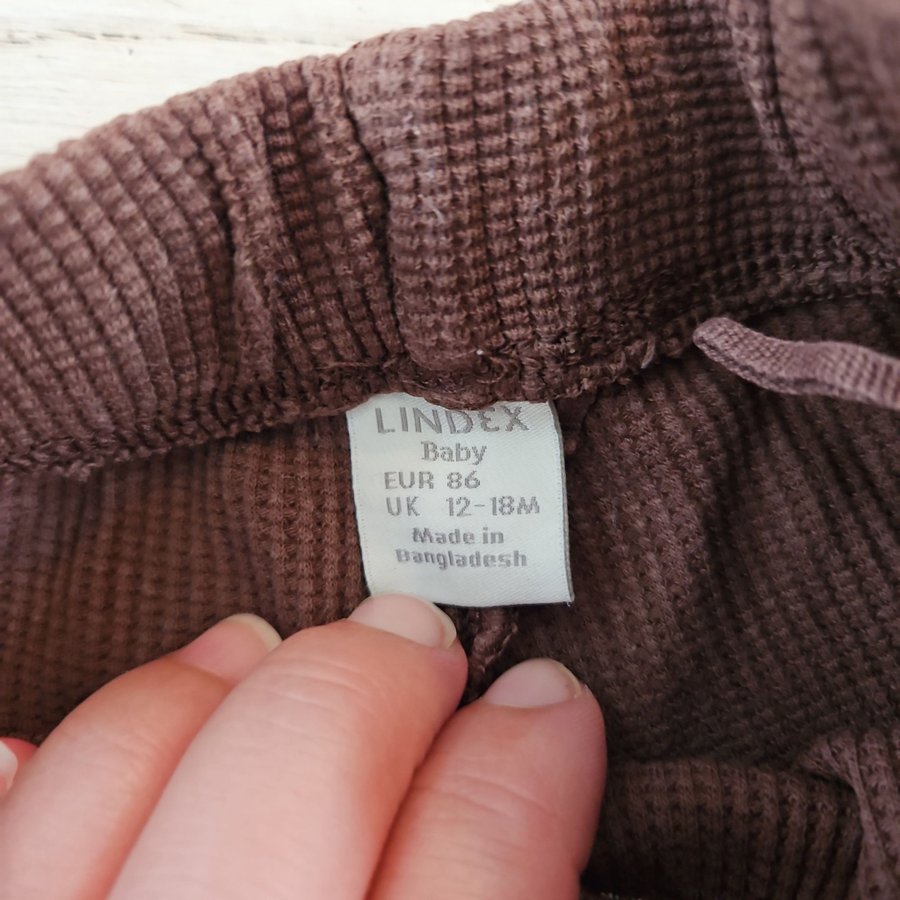 LINDEX
Baby
EUR 86
UK 12-18M
Made in
Bangladesh